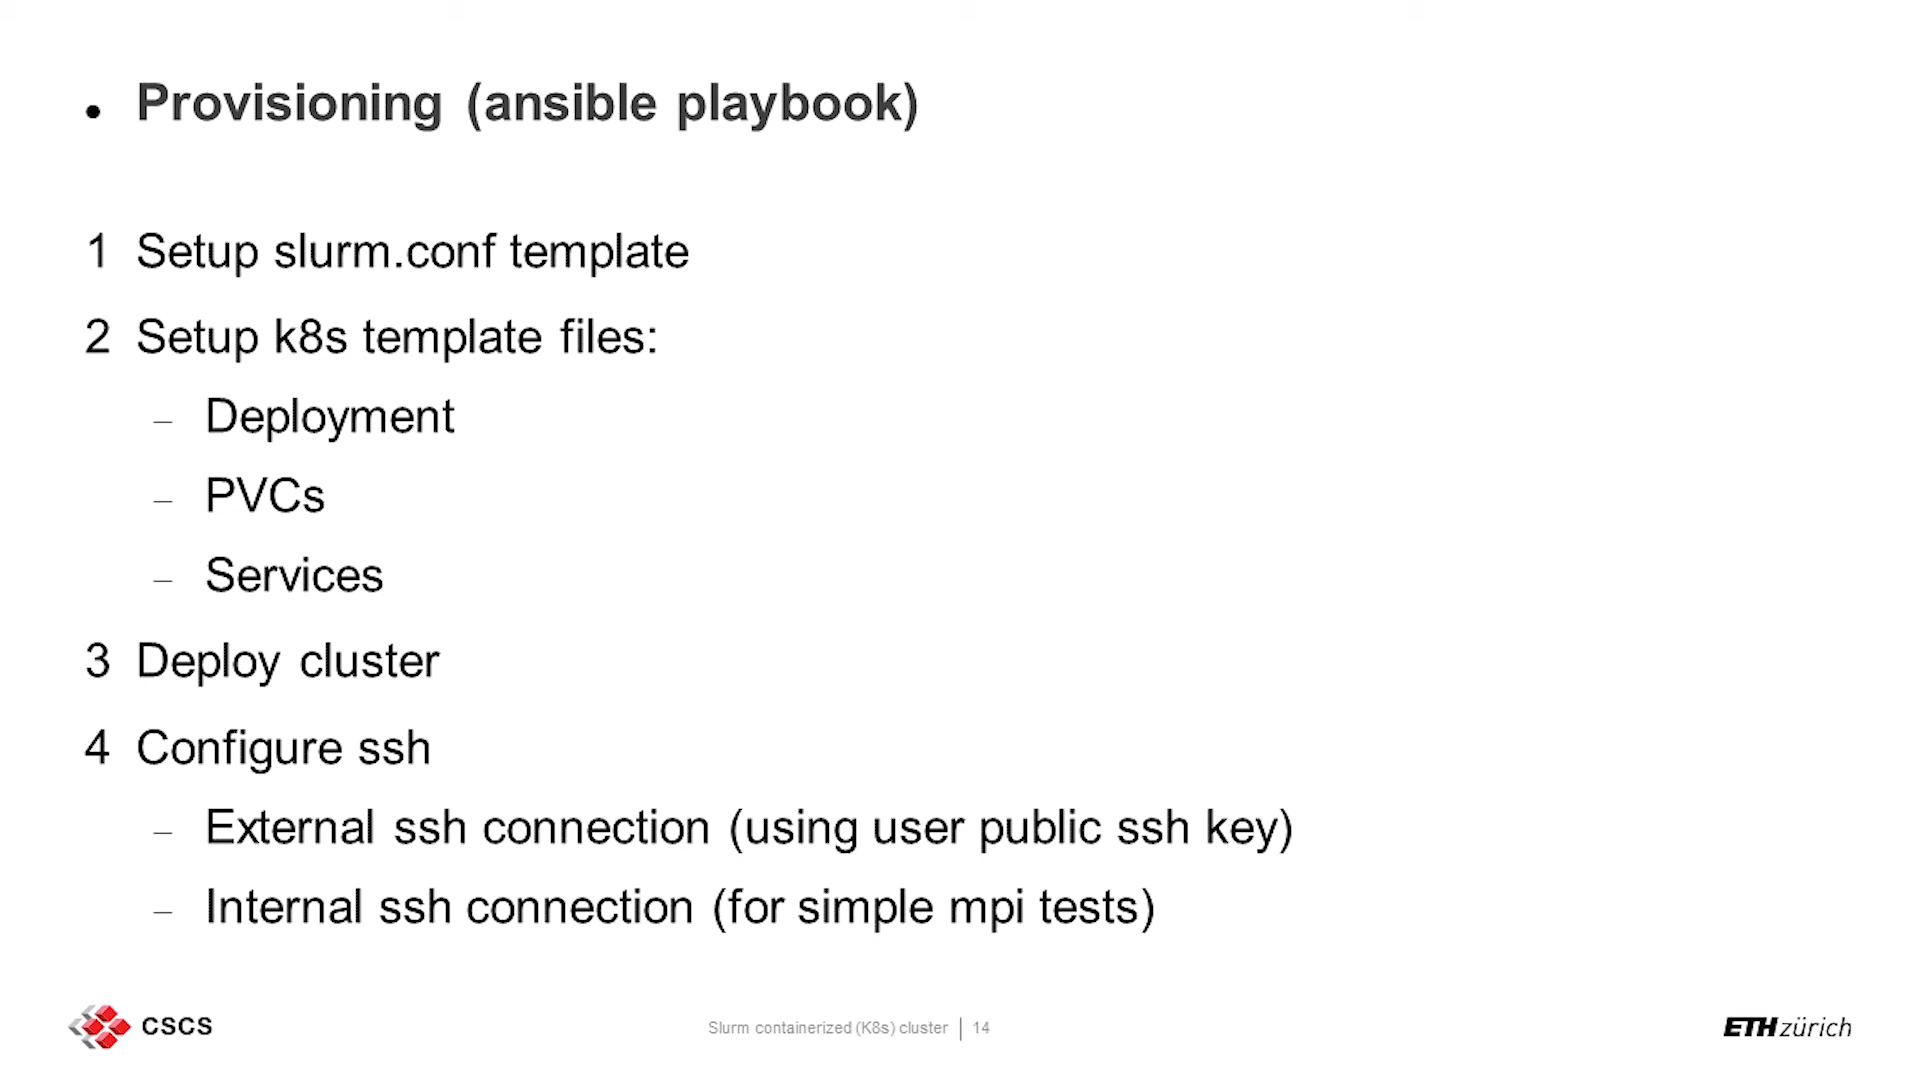 • Provisioning (ansible playbook)
1 Setup slurm.conf template
2 Setup k8s template files:
– Deployment
– PVCs
– Services
3 Deploy cluster
4 Configure ssh
– External ssh connection (using user public ssh key)
– Internal ssh connection (for simple mpi tests)
CSCS
Slurm containerized (K8s) cluster | 14
ETH zürich